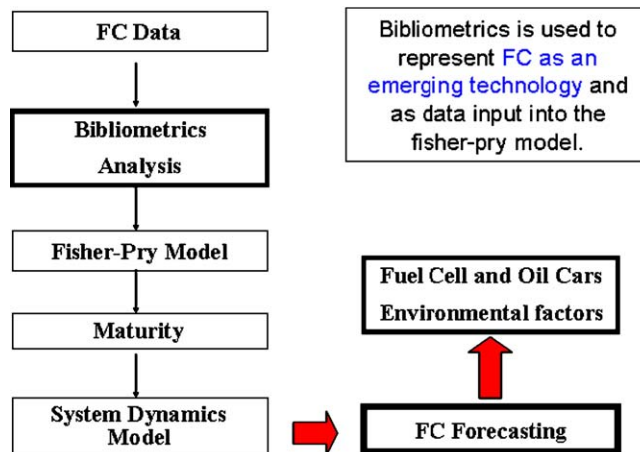 FC Data
Bibliometrics
Analysis
Fisher-Pry Model
Maturity
System Dynamics
Model
Bibliometrics is used to
represent FC as an
emerging technology and
as data input into the
fisher-pry model.
Fuel Cell and Oil Cars
Environmental factors
FC Forecasting